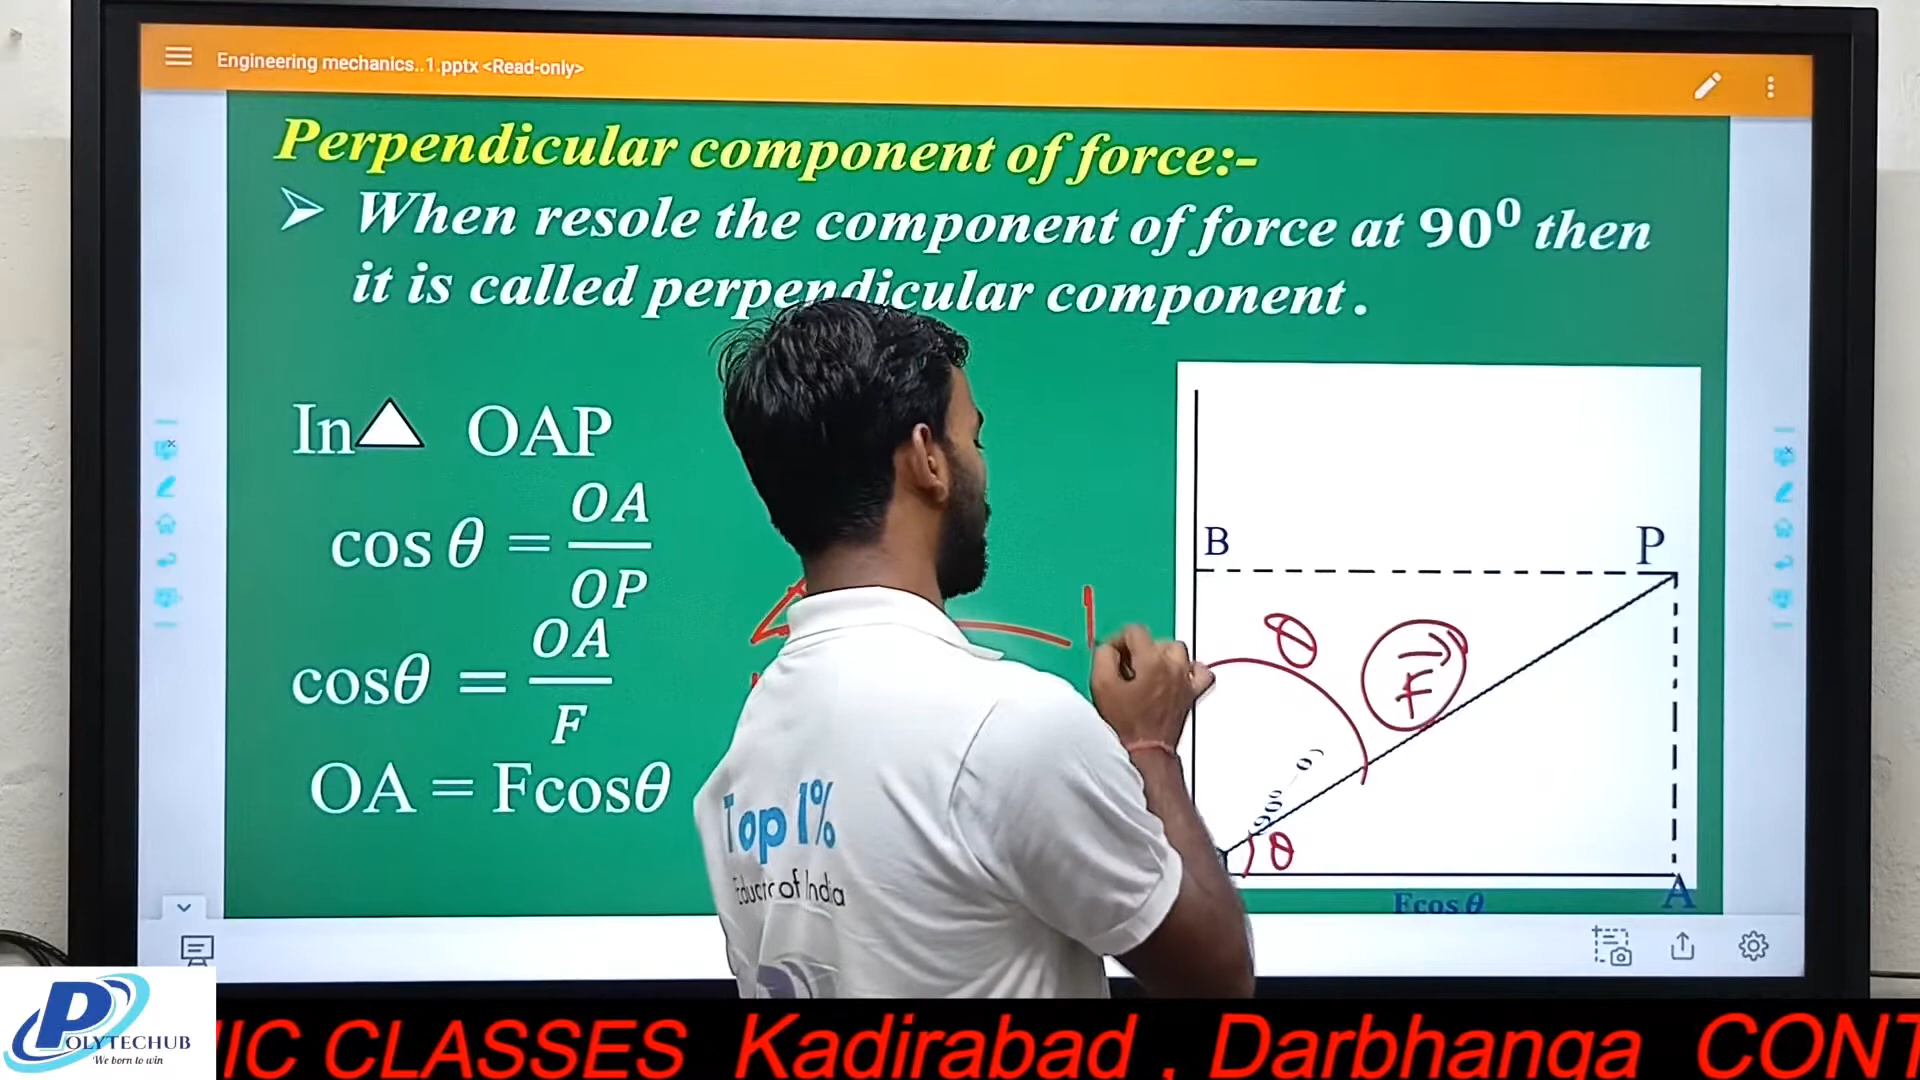 Engineering mechanics..1.pptx <Read-only>
Perpendicular component of force:-
➢ When resole the component of force at 90⁰ then
it is called perpendicular component .
In△ OAP
cos θ = OA/OP
cosθ = OA/F
OA = Fcosθ
B
P
θ
F⃗
(90⁰ – θ)
θ
A
Fcos θ
Top 1%
of India
POLYTECHUB
We born to win
IC CLASSES Kadirabad , Darbhanga CONT